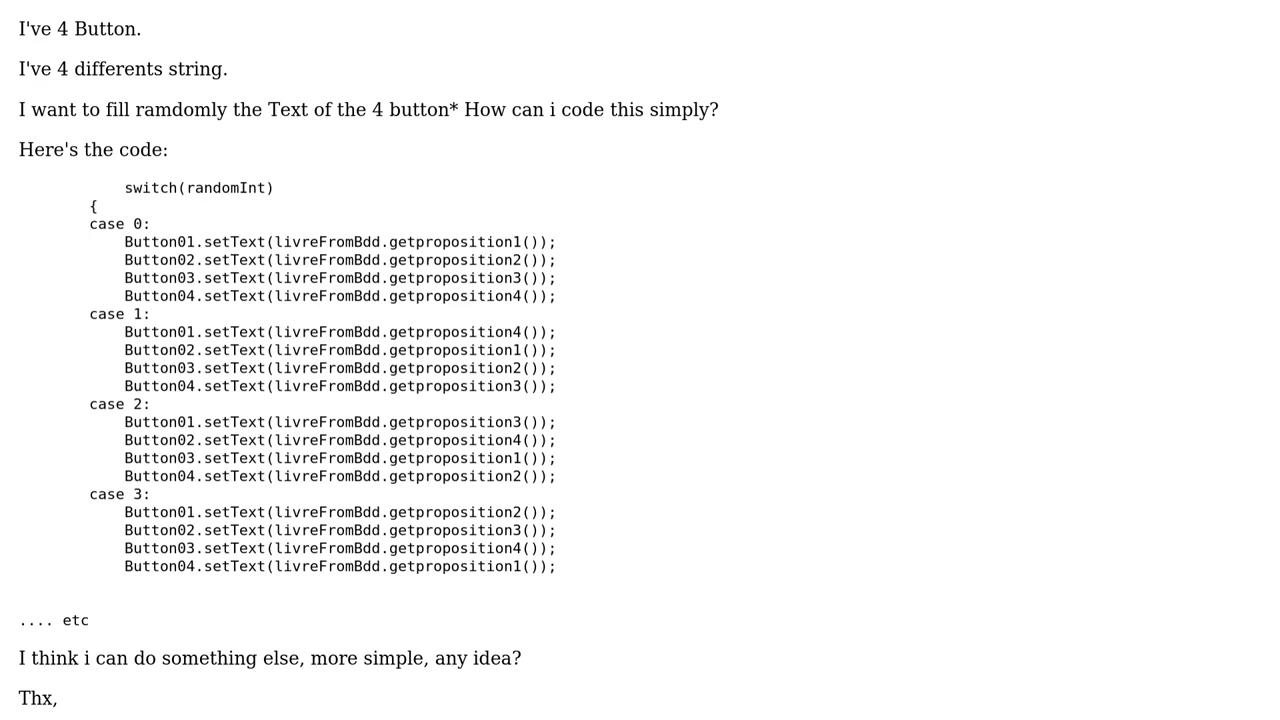 I've 4 Button.
I've 4 differents string.
I want to fill ramdomly the Text of the 4 button* How can i code this simply?
Here's the code:
switch(randomInt)
{
case 0:
Button01.setText(livreFromBdd.getproposition1());
Button02.setText(livreFromBdd.getproposition2());
Button03.setText(livreFromBdd.getproposition3());
Button04.setText(livreFromBdd.getproposition4());
case 1:
Button01.setText(livreFromBdd.getproposition4());
Button02.setText(livreFromBdd.getproposition1());
Button03.setText(livreFromBdd.getproposition2());
Button04.setText(livreFromBdd.getproposition3());
case 2:
Button01.setText(livreFromBdd.getproposition3());
Button02.setText(livreFromBdd.getproposition4());
Button03.setText(livreFromBdd.getproposition1());
Button04.setText(livreFromBdd.getproposition2());
case 3:
Button01.setText(livreFromBdd.getproposition2());
Button02.setText(livreFromBdd.getproposition3());
Button03.setText(livreFromBdd.getproposition4());
Button04.setText(livreFromBdd.getproposition1());
.... etc
I think i can do something else, more simple, any idea?
Thx,